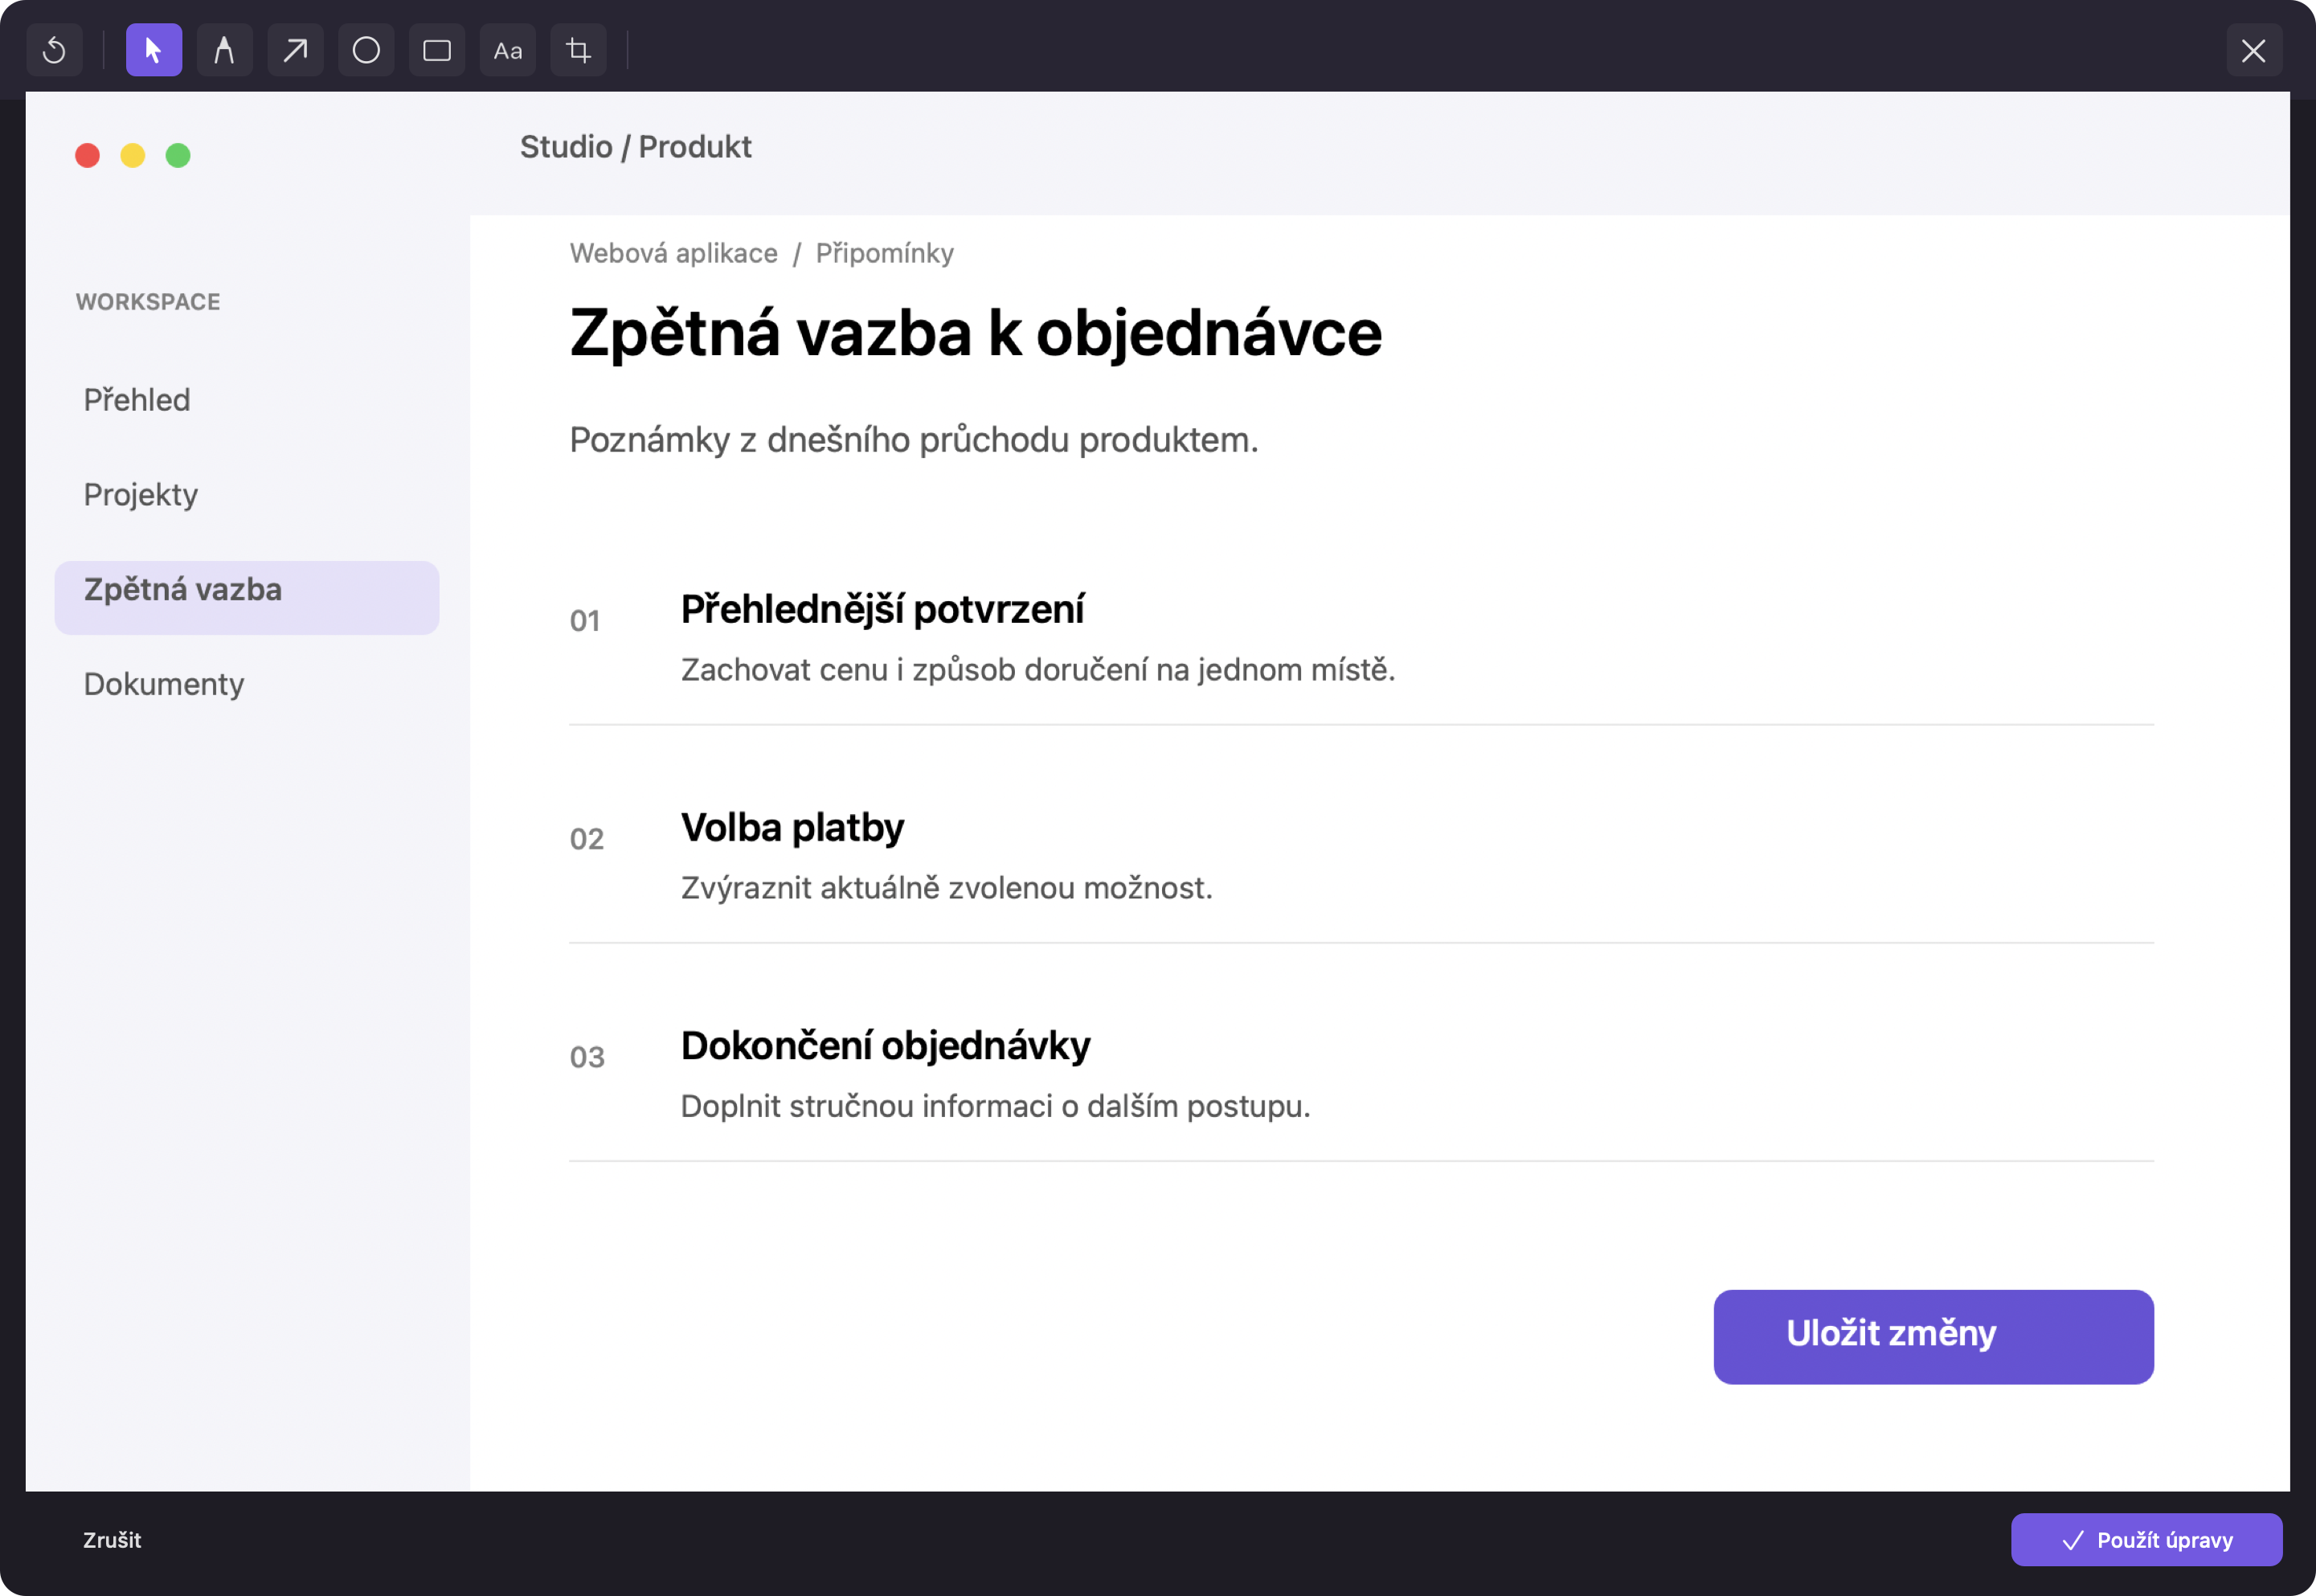 Aa
Studio / Produkt
WORKSPACE
Přehled
Projekty
Zpětná vazba
Dokumenty
Webová aplikace / Připomínky
Zpětná vazba k objednávce
Poznámky z dnešního průchodu produktem.
01 Přehlednější potvrzení
Zachovat cenu i způsob doručení na jednom místě.
02 Volba platby
Zvýraznit aktuálně zvolenou možnost.
03 Dokončení objednávky
Doplnit stručnou informaci o dalším postupu.
Uložit změny
Zrušit
Použít úpravy